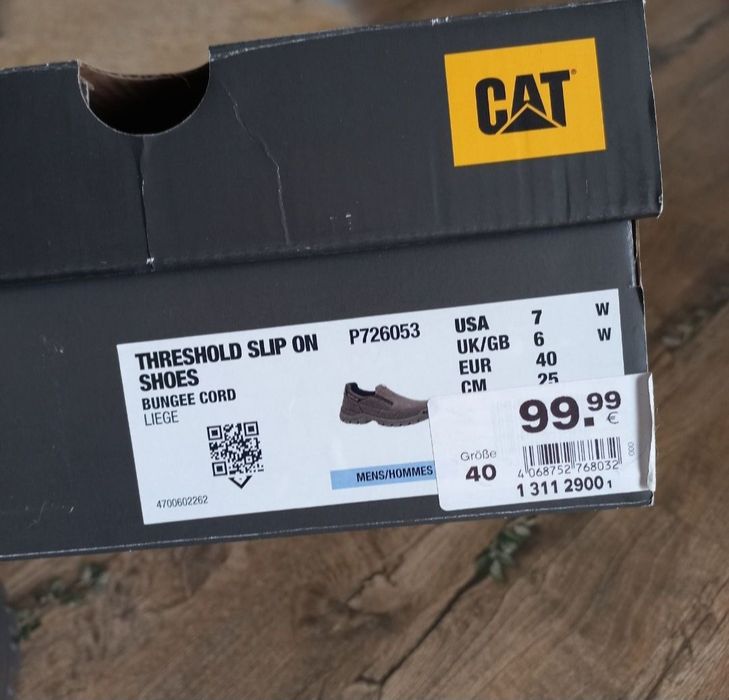 CAT®
THRESHOLD SLIP ON
SHOES
BUNGEE CORD
LIEGE
4700602262
P726053
MENS/HOMMES
USA 7 W
UK/GB 6 W
EUR 40
CM 25
99.99
€
Größe
40
4 068752 768032
000
1 311 2900 1